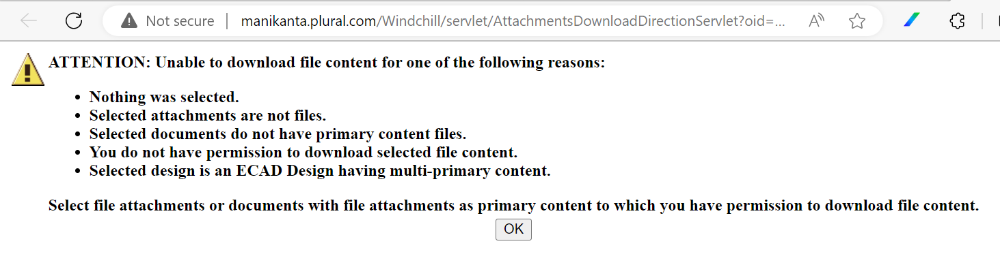 Not secure | manikanta.plural.com/Windchill/servlet/AttachmentsDownloadDirectionServlet?oid=...
ATTENTION: Unable to download file content for one of the following reasons:
• Nothing was selected.
• Selected attachments are not files.
• Selected documents do not have primary content files.
• You do not have permission to download selected file content.
• Selected design is an ECAD Design having multi-primary content.
Select file attachments or documents with file attachments as primary content to which you have permission to download file content.
OK